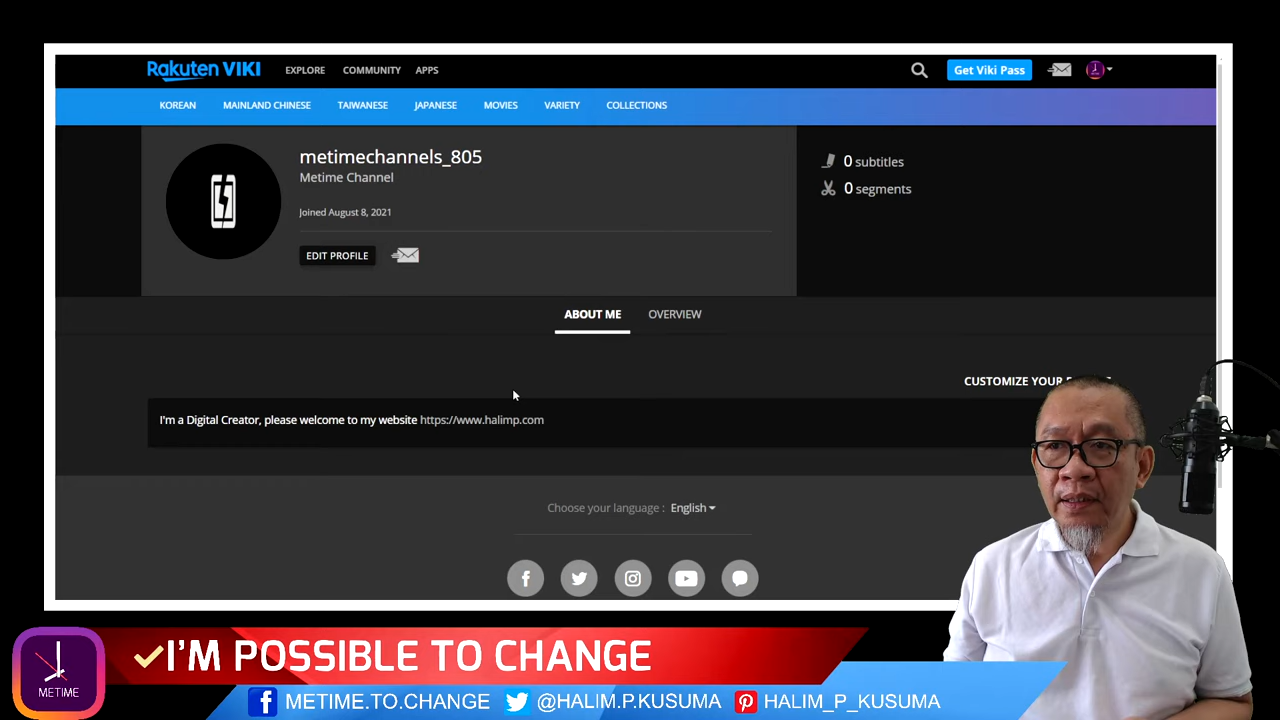 Rakuten VIKI EXPLORE COMMUNITY APPS Get Viki Pass
KOREAN MAINLAND CHINESE TAIWANESE JAPANESE MOVIES VARIETY COLLECTIONS
metimechannels_805
Metime Channel
Joined August 8, 2021
EDIT PROFILE
0 subtitles
0 segments
ABOUT ME OVERVIEW
CUSTOMIZE YOUR
I'm a Digital Creator, please welcome to my website https://www.halimp.com
Choose your language : English
METIME
I'M POSSIBLE TO CHANGE
METIME.TO.CHANGE @HALIM.P.KUSUMA HALIM_P_KUSUMA